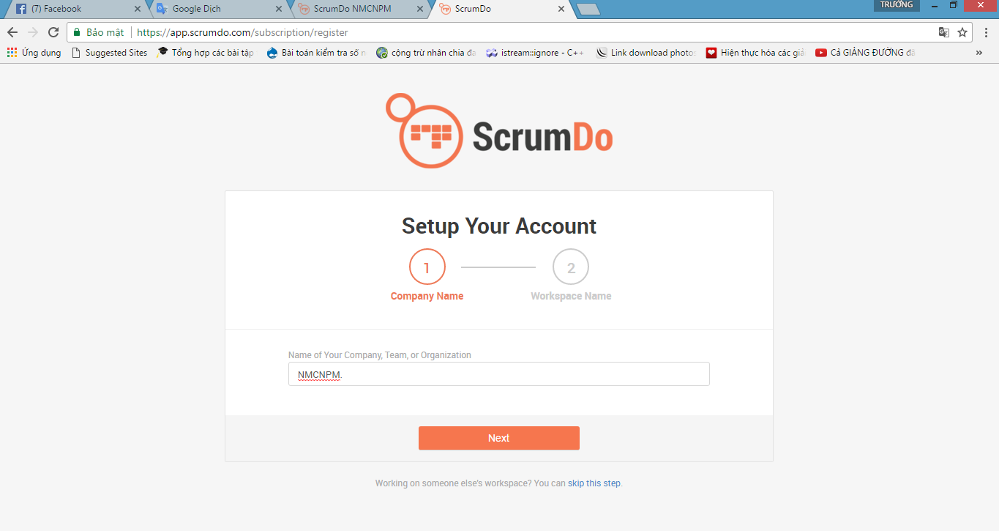 (7) Facebook
Google Dịch
ScrumDo NMCNPM
ScrumDo
TRƯỜNG
Bảo mật
https://app.scrumdo.com/subscription/register
Ứng dụng
Suggested Sites
Tổng hợp các bài tập
Bài toán kiểm tra số n
cộng trừ nhân chia đa
istream::ignore - C++
Link download photos
Hiện thực hóa các giả
Cả GIẢNG ĐƯỜNG đã
»
ScrumDo
Setup Your Account
1
2
Company Name
Workspace Name
Name of Your Company, Team, or Organization
NMCNPM.
Next
Working on someone else's workspace? You can skip this step.